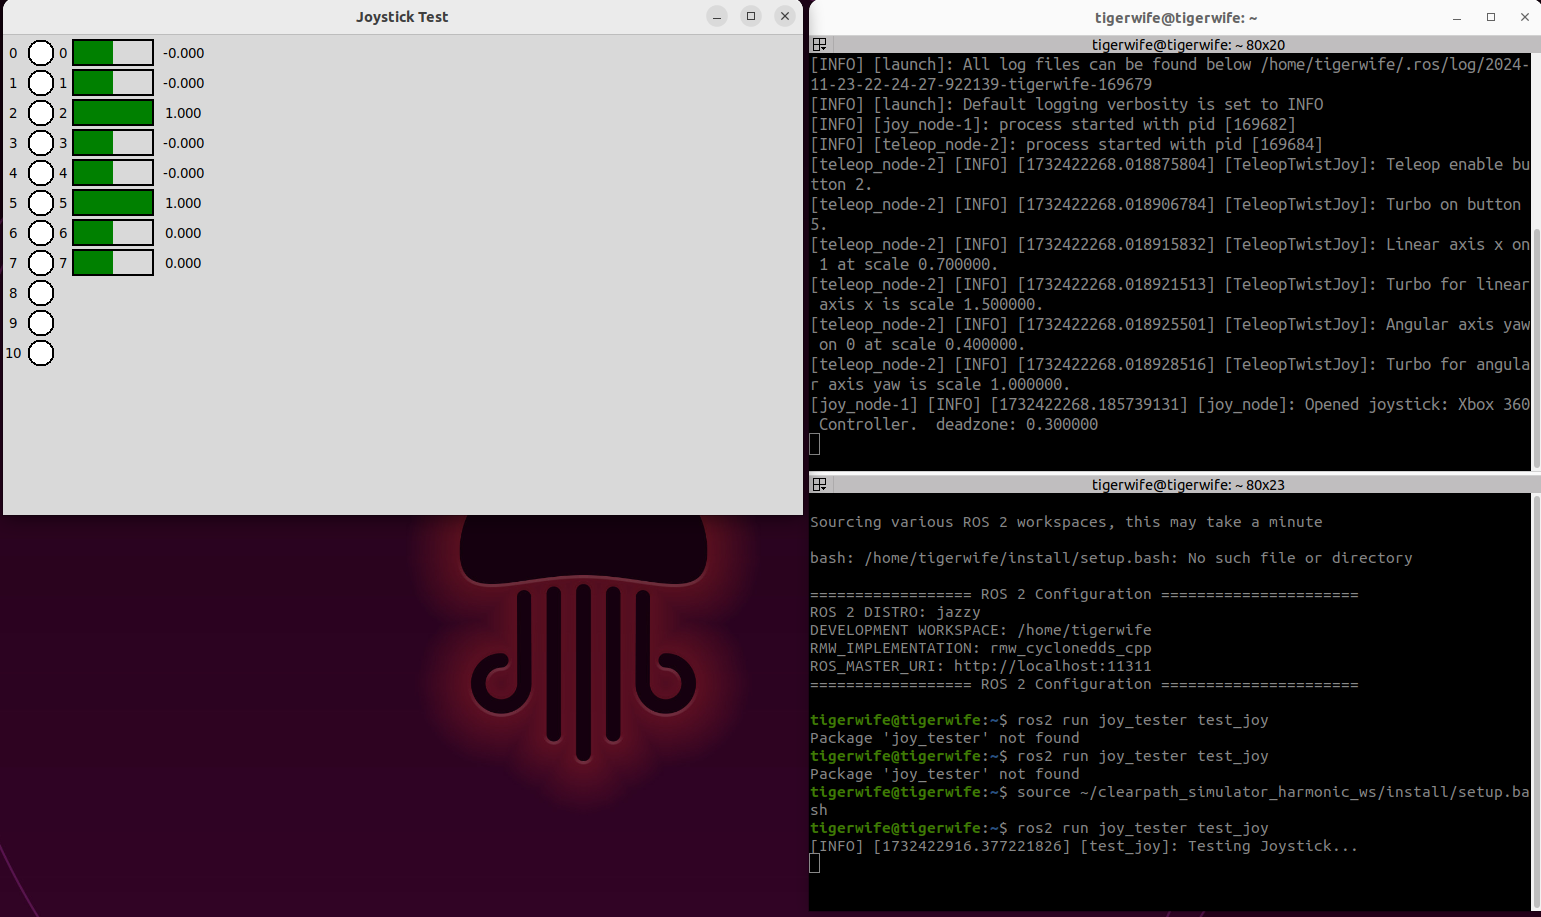 Joystick Test
0 0 -0.000
1 1 -0.000
2 2 1.000
3 3 -0.000
4 4 -0.000
5 5 1.000
6 6 0.000
7 7 0.000
8
9
10
tigerwife@tigerwife: ~
tigerwife@tigerwife: ~ 80x20
[INFO] [launch]: All log files can be found below /home/tigerwife/.ros/log/2024-
11-23-22-24-27-922139-tigerwife-169679
[INFO] [launch]: Default logging verbosity is set to INFO
[INFO] [joy_node-1]: process started with pid [169682]
[INFO] [teleop_node-2]: process started with pid [169684]
[teleop_node-2] [INFO] [1732422268.018875804] [TeleopTwistJoy]: Teleop enable bu
tton 2.
[teleop_node-2] [INFO] [1732422268.018906784] [TeleopTwistJoy]: Turbo on button
5.
[teleop_node-2] [INFO] [1732422268.018915832] [TeleopTwistJoy]: Linear axis x on
1 at scale 0.700000.
[teleop_node-2] [INFO] [1732422268.018921513] [TeleopTwistJoy]: Turbo for linear
axis x is scale 1.500000.
[teleop_node-2] [INFO] [1732422268.018925501] [TeleopTwistJoy]: Angular axis yaw
on 0 at scale 0.400000.
[teleop_node-2] [INFO] [1732422268.018928516] [TeleopTwistJoy]: Turbo for angula
r axis yaw is scale 1.000000.
[joy_node-1] [INFO] [1732422268.185739131] [joy_node]: Opened joystick: Xbox 360
Controller.  deadzone: 0.300000
tigerwife@tigerwife: ~ 80x23
Sourcing various ROS 2 workspaces, this may take a minute
bash: /home/tigerwife/install/setup.bash: No such file or directory
================== ROS 2 Configuration ======================
ROS 2 DISTRO: jazzy
DEVELOPMENT WORKSPACE: /home/tigerwife
RMW_IMPLEMENTATION: rmw_cyclonedds_cpp
ROS_MASTER_URI: http://localhost:11311
================== ROS 2 Configuration ======================
tigerwife@tigerwife:~$ ros2 run joy_tester test_joy
Package 'joy_tester' not found
tigerwife@tigerwife:~$ ros2 run joy_tester test_joy
Package 'joy_tester' not found
tigerwife@tigerwife:~$ source ~/clearpath_simulator_harmonic_ws/install/setup.ba
sh
tigerwife@tigerwife:~$ ros2 run joy_tester test_joy
[INFO] [1732422916.377221826] [test_joy]: Testing Joystick...